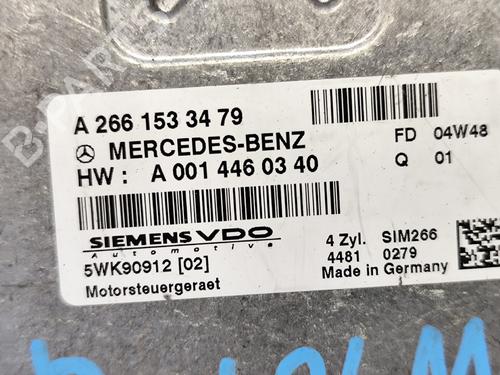 A 266 153 34 79
MERCEDES-BENZ
HW : A 001 446 03 40
FD 04W48
Q 01
SIEMENS VDO
Automotive
5WK90912 [02]
Motorsteuergeraet
4 Zyl. SIM266
4481 0279
Made in Germany
B-PARTS